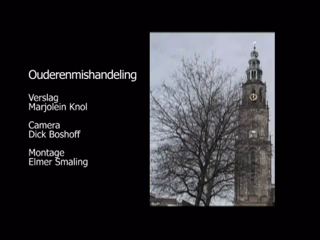 Ouderenmishandeling
Verslag
Marjolein Knol
Camera
Dick Boshoff
Montage
Elmer Smaling